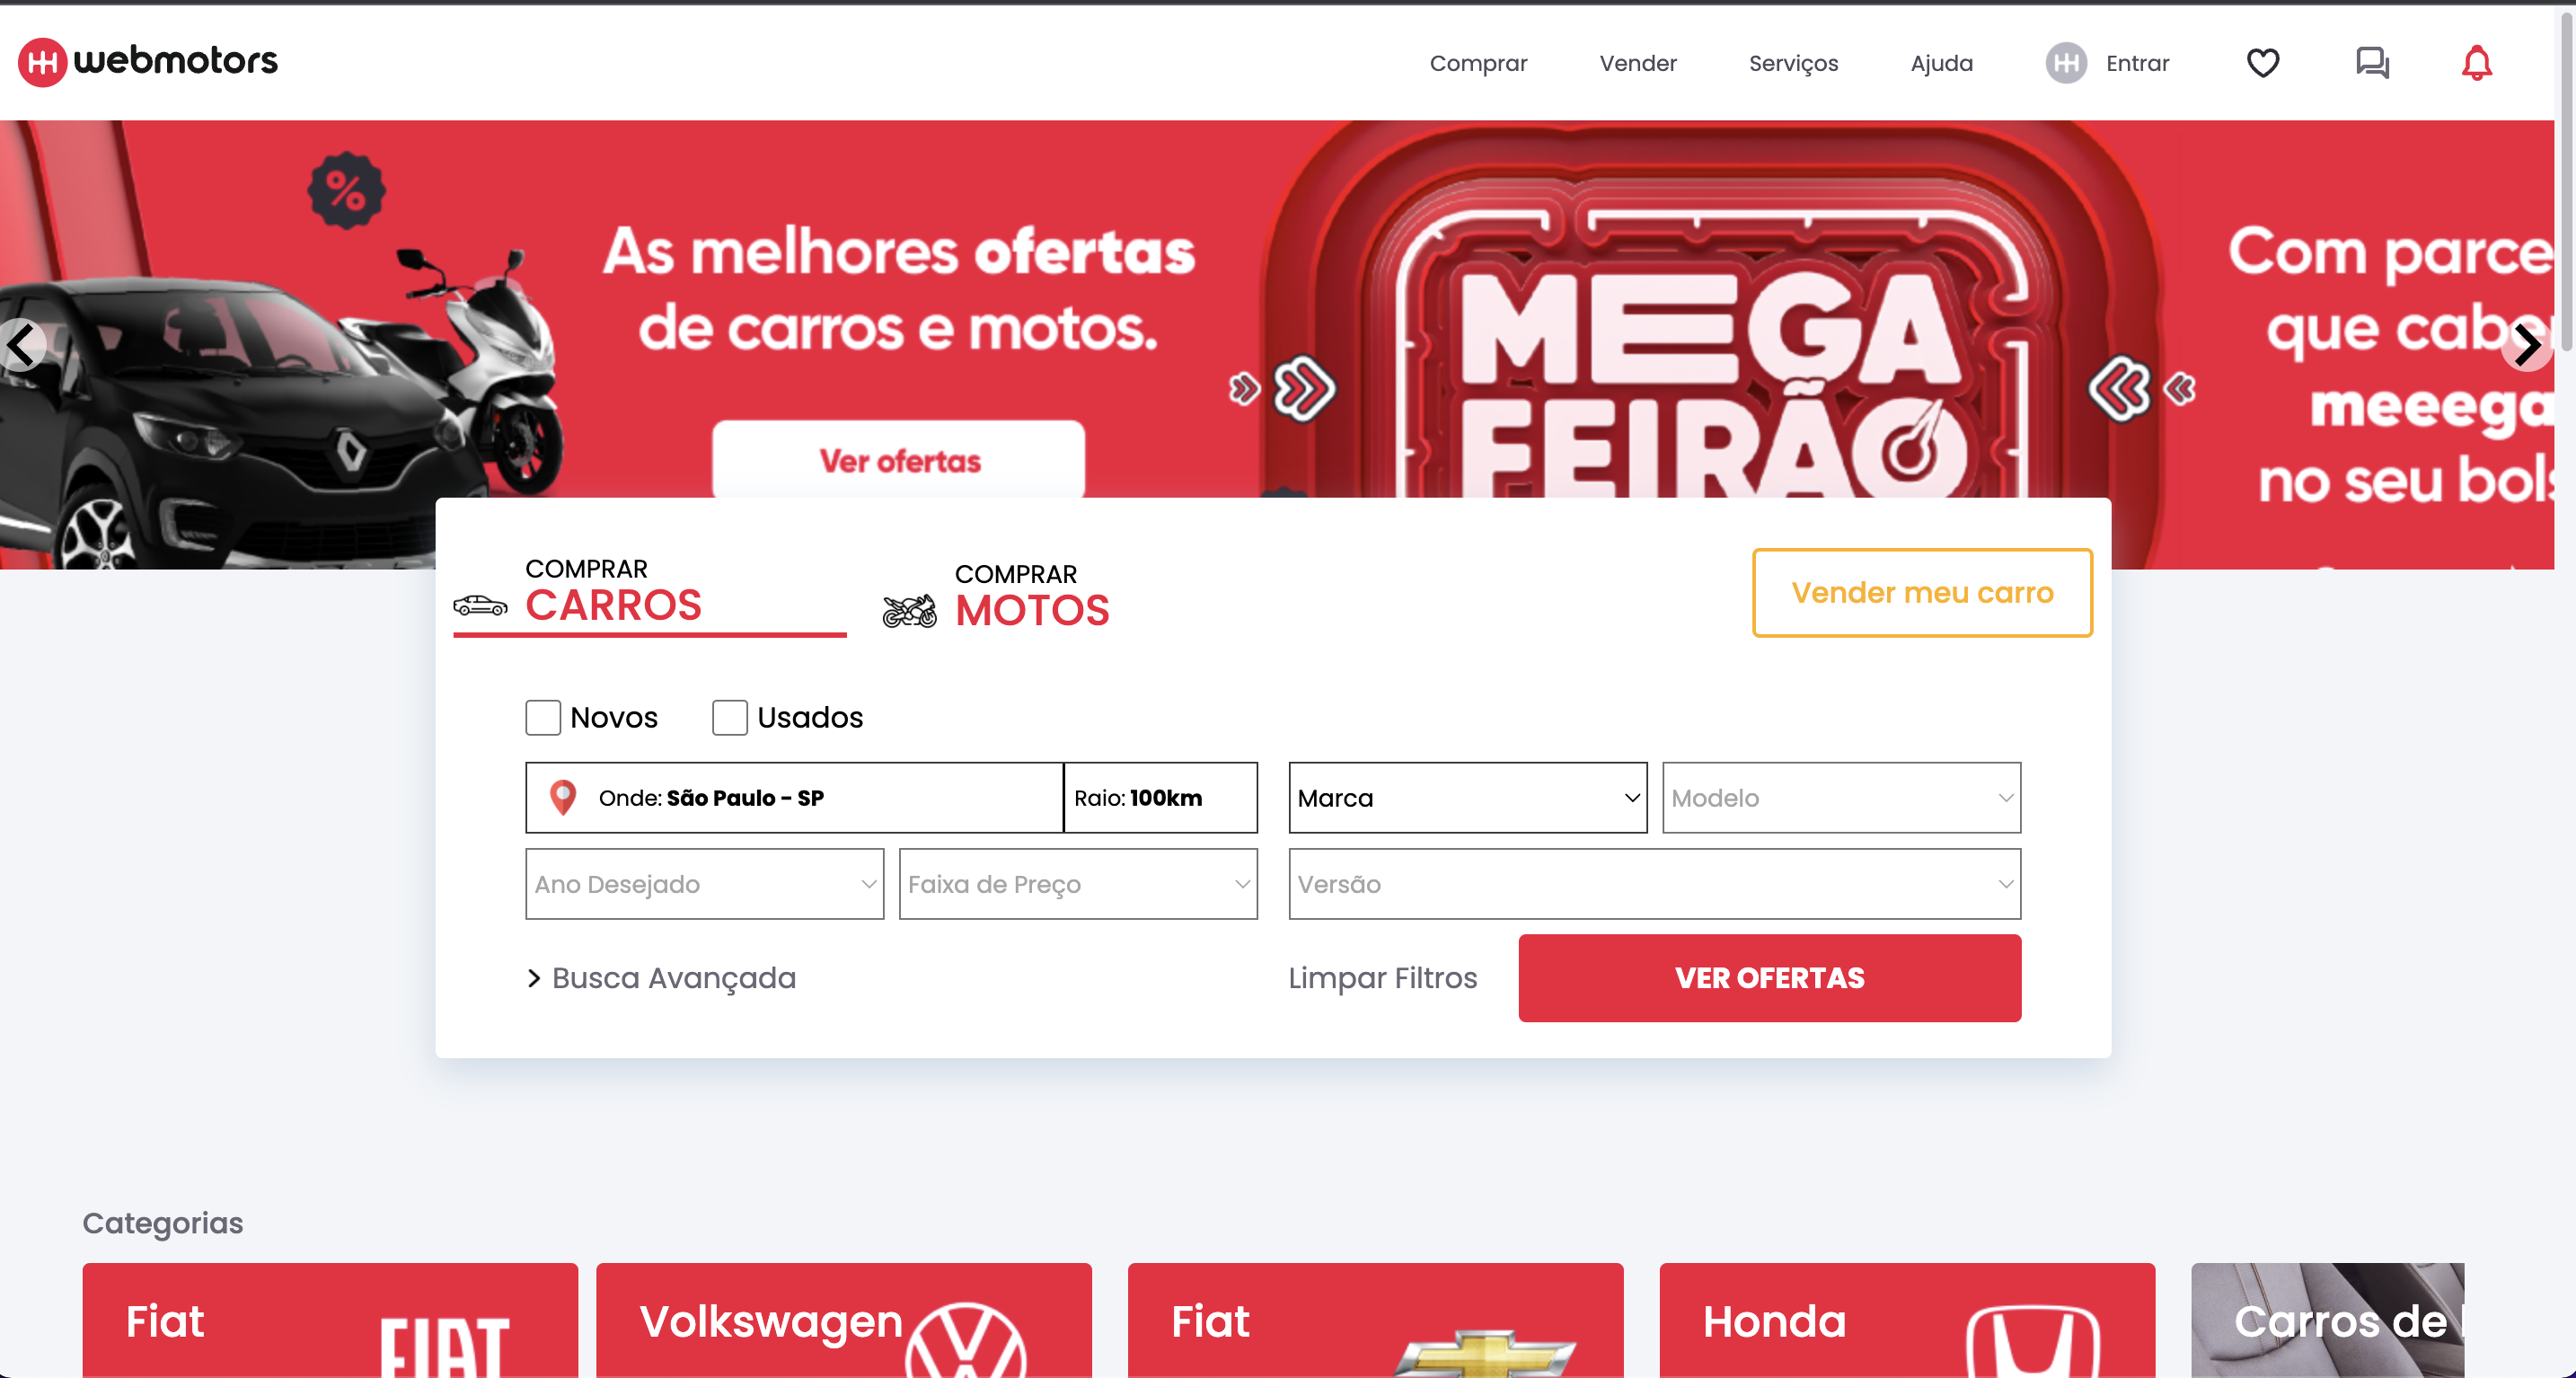 webmotors
Comprar
Vender
Serviços
Ajuda
Entrar
%
As melhores ofertas
de carros e motos.
Ver ofertas
MEGA
FEIRÃO
Com parce
que cabe
meeega
no seu bols
COMPRAR
CARROS
COMPRAR
MOTOS
Vender meu carro
Novos
Usados
Onde: São Paulo - SP
Raio: 100km
Marca
Modelo
Ano Desejado
Faixa de Preço
Versão
Busca Avançada
Limpar Filtros
VER OFERTAS
Categorias
Fiat
FIAT
Volkswagen
Fiat
Honda
Carros de